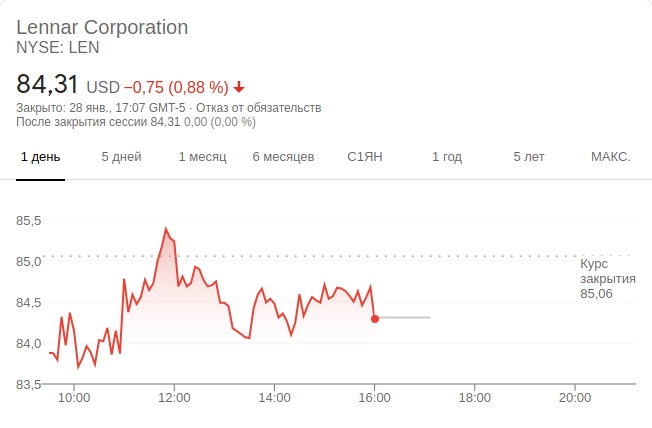 Lennar Corporation
NYSE: LEN
84,31 USD −0,75 (0,88 %)
Закрыто: 28 янв., 17:07 GMT-5 · Отказ от обязательств
После закрытия сессии 84,31 0,00 (0,00 %)
1 день 5 дней 1 месяц 6 месяцев С1ЯН 1 год 5 лет МАКС.
85,5
85,0
84,5
84,0
83,5
Курс
закрытия
85,06
10:00 12:00 14:00 16:00 18:00 20:00